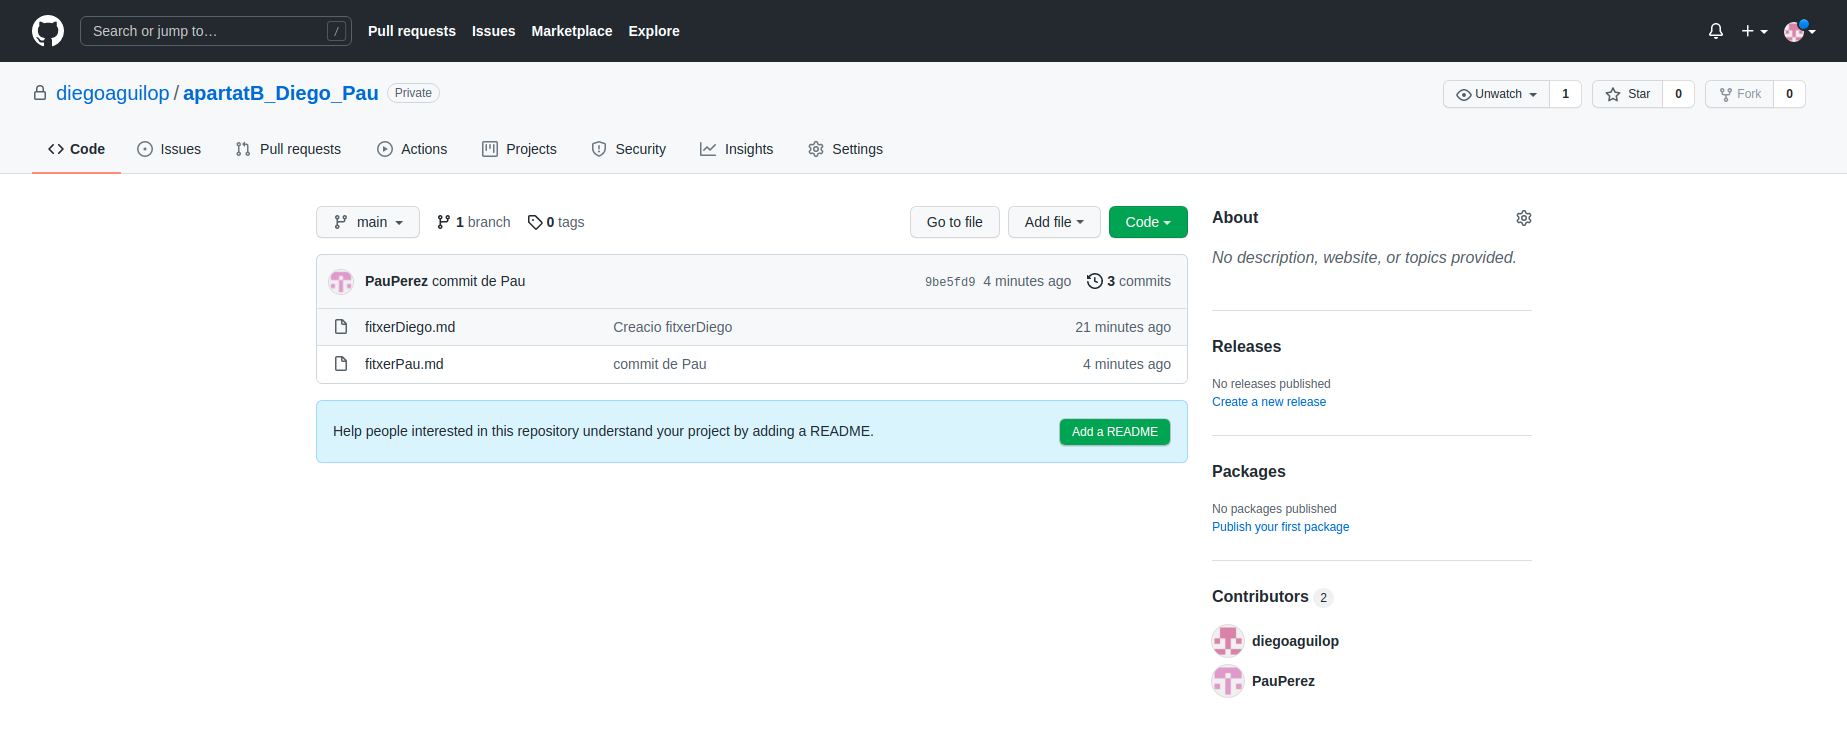 Search or jump to… / Pull requests Issues Marketplace Explore
diegoaguilop / apartatB_Diego_Pau Private Unwatch 1 Star 0 Fork 0
Code Issues Pull requests Actions Projects Security Insights Settings
main 1 branch 0 tags Go to file Add file Code
PauPerez commit de Pau 9be5fd9 4 minutes ago 3 commits
fitxerDiego.md Creacio fitxerDiego 21 minutes ago
fitxerPau.md commit de Pau 4 minutes ago
Help people interested in this repository understand your project by adding a README. Add a README
About
No description, website, or topics provided.
Releases
No releases published
Create a new release
Packages
No packages published
Publish your first package
Contributors 2
diegoaguilop
PauPerez